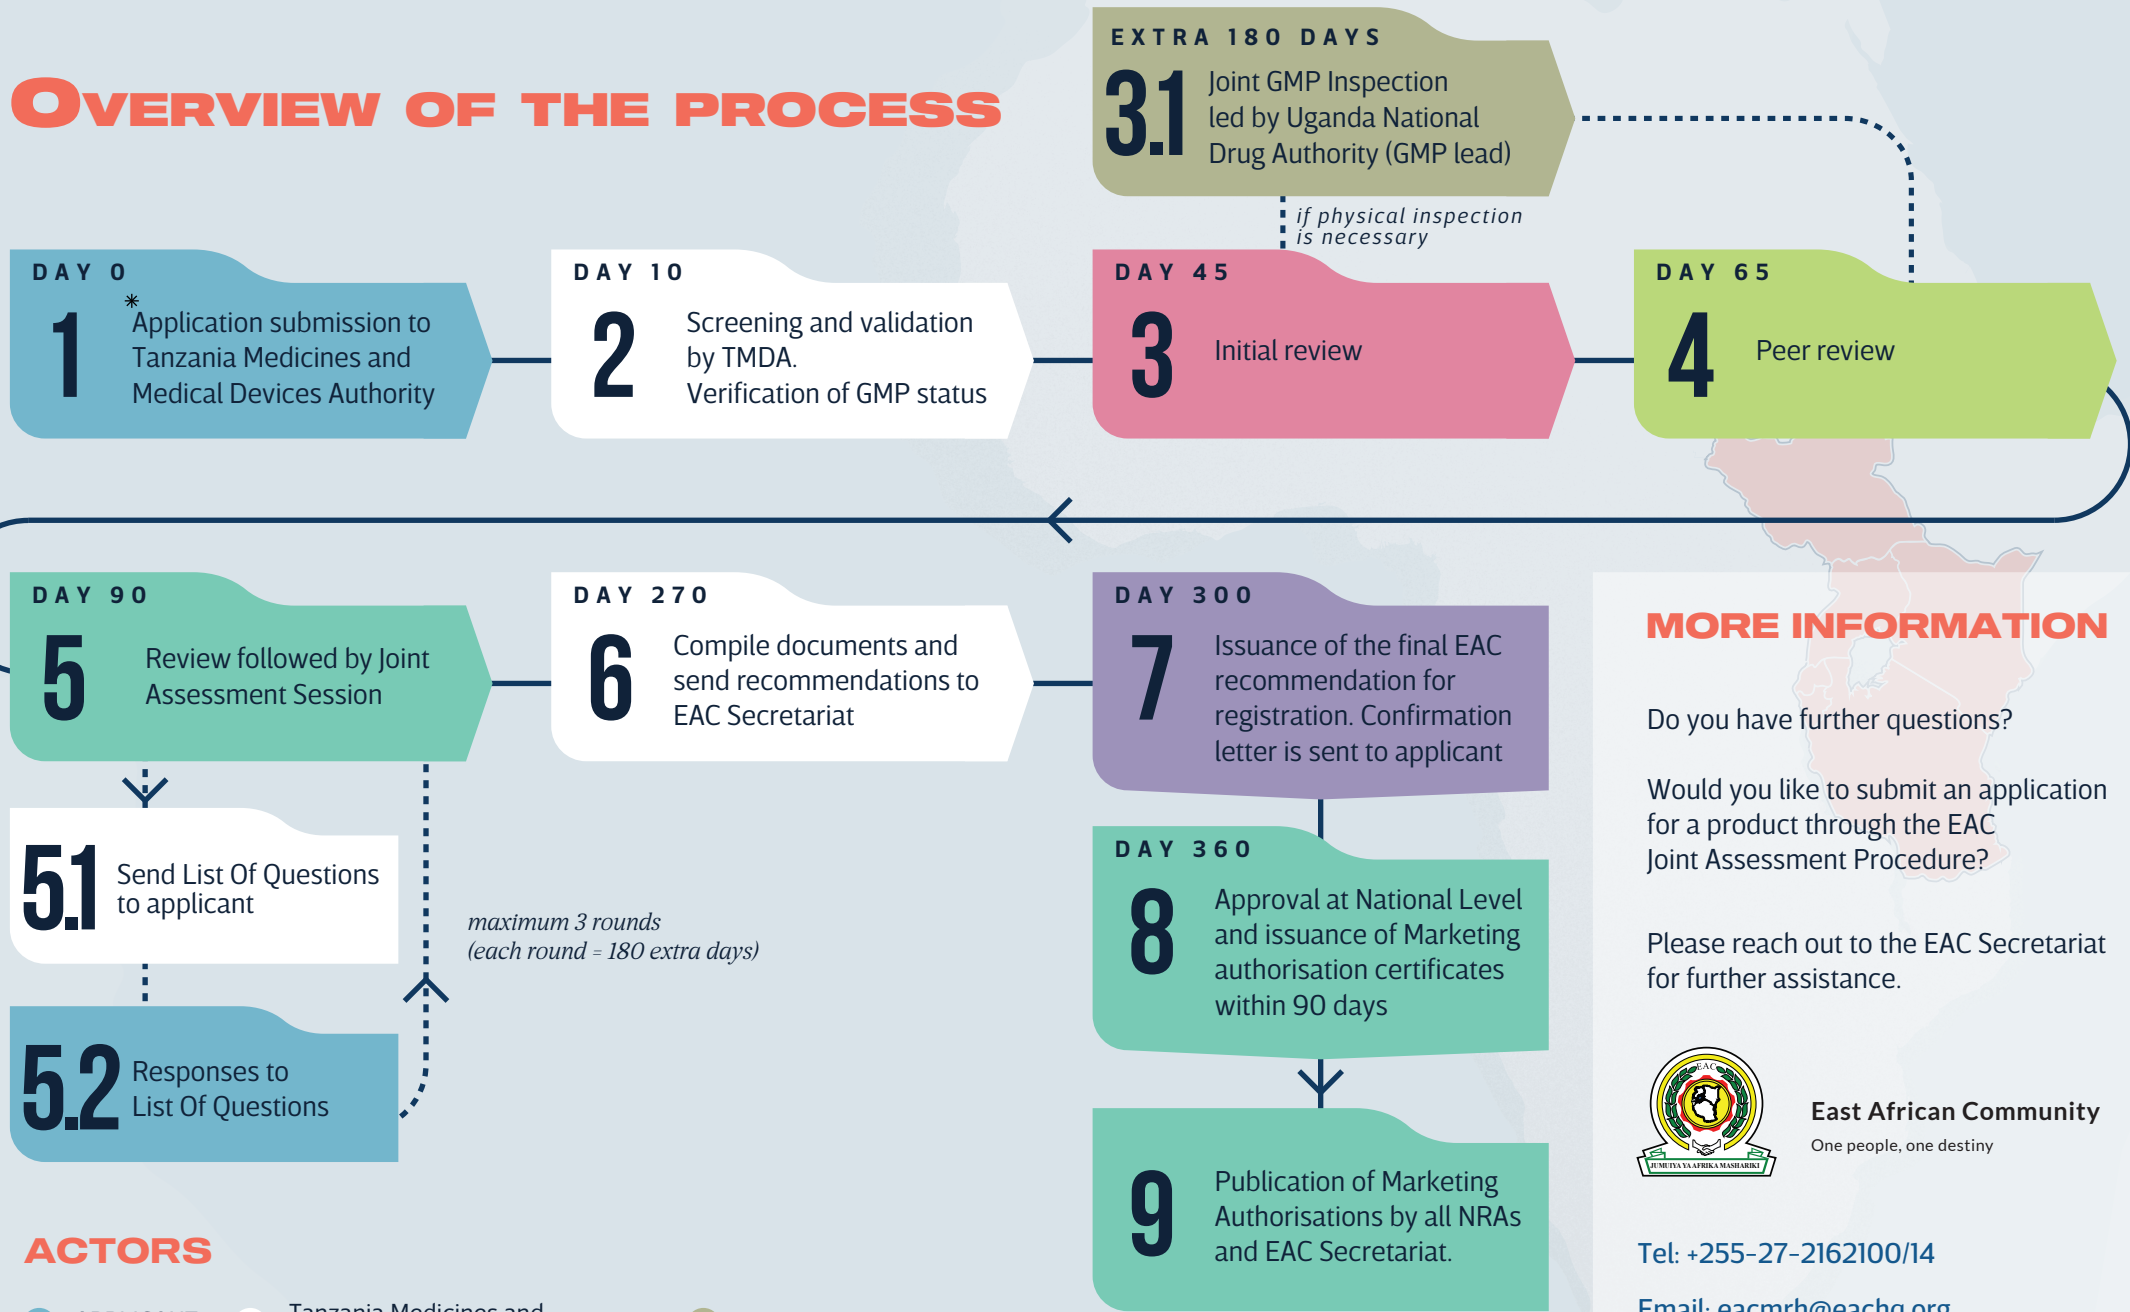 OVERVIEW OF THE PROCESS
EXTRA 180 DAYS
3.1
Joint GMP Inspection
led by Uganda National
Drug Authority (GMP lead)
if physical inspection
is necessary
DAY 0
1
*
Application submission to
Tanzania Medicines and
Medical Devices Authority
DAY 10
2
Screening and validation
by TMDA.
Verification of GMP status
DAY 45
3
Initial review
DAY 65
4
Peer review
DAY 90
5
Review followed by Joint
Assessment Session
5.1
Send List Of Questions
to applicant
5.2
Responses to
List Of Questions
maximum 3 rounds
(each round = 180 extra days)
DAY 270
6
Compile documents and
send recommendations to
EAC Secretariat
DAY 300
7
Issuance of the final EAC
recommendation for
registration. Confirmation
letter is sent to applicant
DAY 360
8
Approval at National Level
and issuance of Marketing
authorisation certificates
within 90 days
9
Publication of Marketing
Authorisations by all NRAs
and EAC Secretariat.
MORE INFORMATION
Do you have further questions?
Would you like to submit an application
for a product through the EAC
Joint Assessment Procedure?
Please reach out to the EAC Secretariat
for further assistance.
EAC
JUMUIYA YA AFRIKA MASHARIKI
East African Community
One people, one destiny
Tel: +255-27-2162100/14
Email: eacmrh@eachq.org
ACTORS
APPLICANT
Tanzania Medicines and